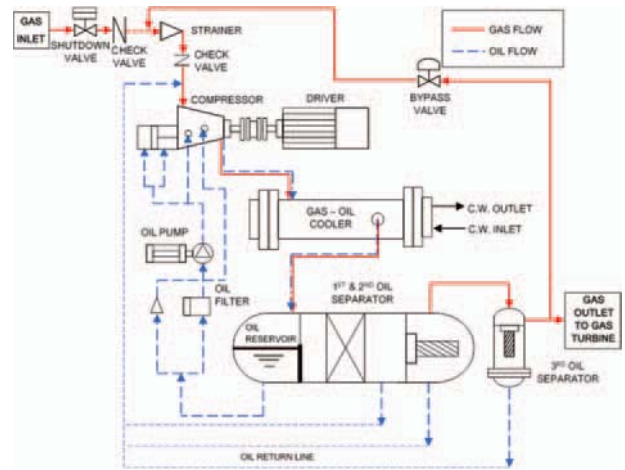 GAS
INLET
SHUTDOWN
VALVE
CHECK
VALVE
STRAINER
CHECK
VALVE
GAS FLOW
OIL FLOW
BYPASS
VALVE
COMPRESSOR
DRIVER
GAS – OIL
COOLER
C.W. OUTLET
C.W. INLET
OIL PUMP
OIL
FILTER
1ST & 2ND OIL
SEPARATOR
OIL
RESERVOIR
GAS
OUTLET
TO GAS
TURBINE
3RD OIL
SEPARATOR
OIL RETURN LINE